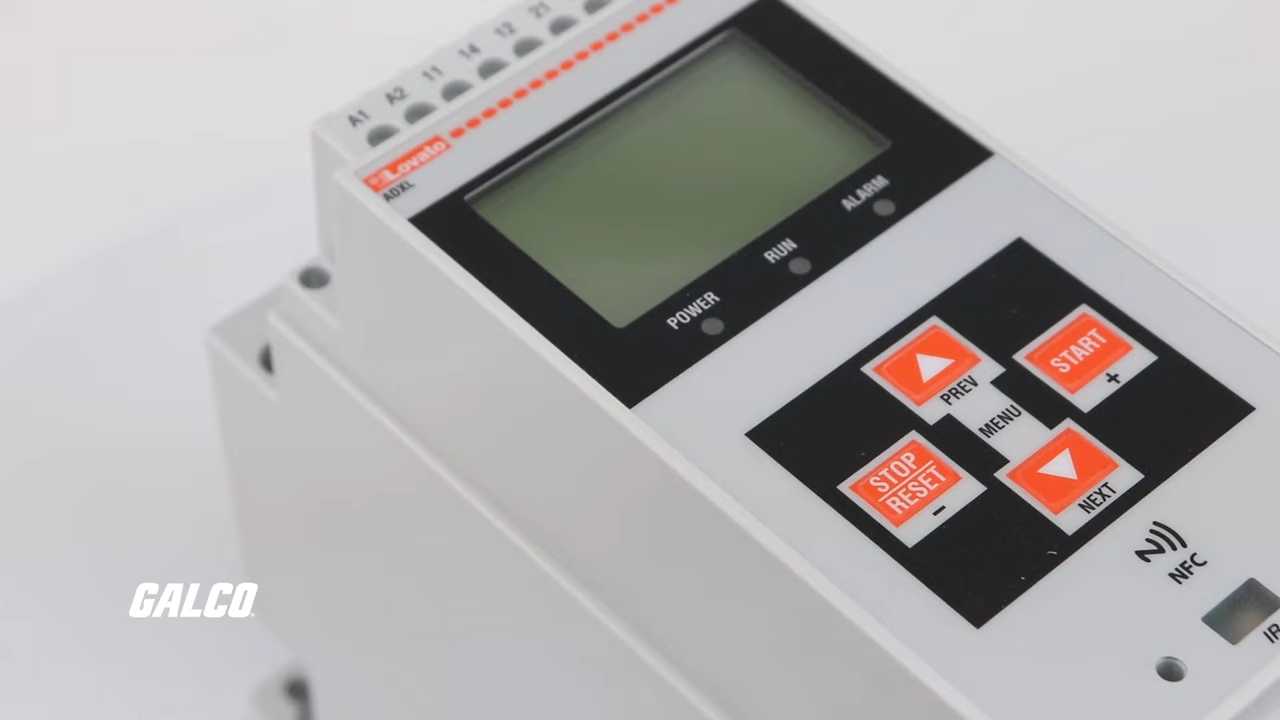 A1 A2 11 14 12 21
Lovato
ADXL
POWER RUN ALARM
PREV
START
+
MENU
STOP
RESET
-
NEXT
NFC
IR
GALCO